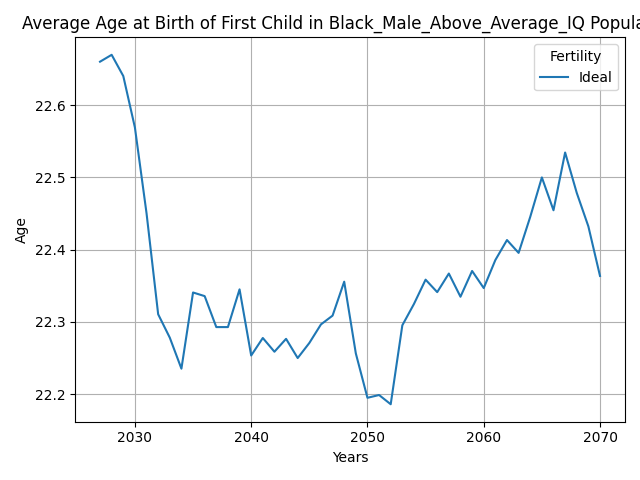 Average Age at Birth of First Child in Black_Male_Above_Average_IQ Popula
Fertility
Ideal
22.6
22.5
22.4
22.3
22.2
Age
2030 2040 2050 2060 2070
Years